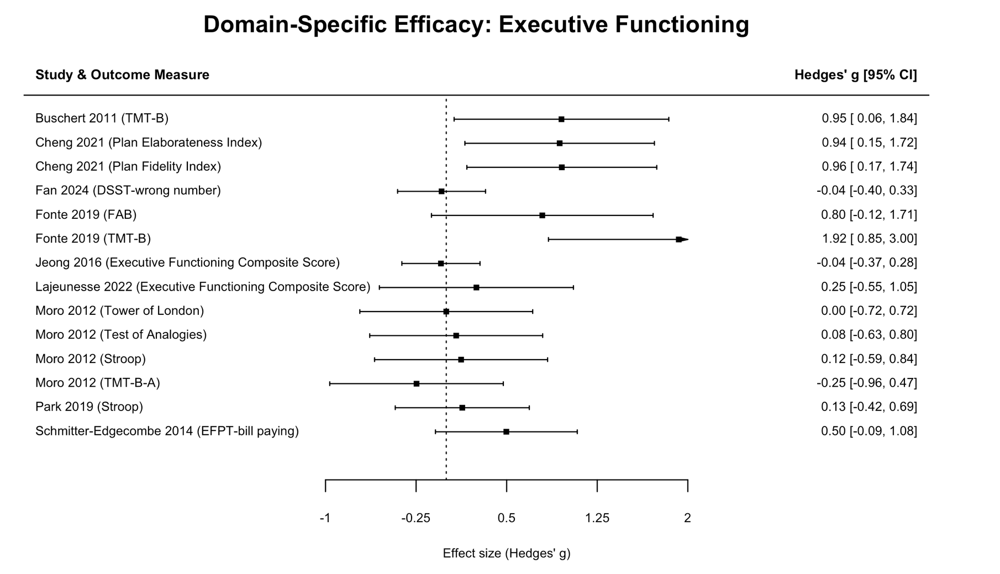 Domain-Specific Efficacy: Executive Functioning
Study & Outcome Measure Hedges' g [95% CI]
Buschert 2011 (TMT-B) 0.95 [ 0.06, 1.84]
Cheng 2021 (Plan Elaborateness Index) 0.94 [ 0.15, 1.72]
Cheng 2021 (Plan Fidelity Index) 0.96 [ 0.17, 1.74]
Fan 2024 (DSST-wrong number) -0.04 [-0.40, 0.33]
Fonte 2019 (FAB) 0.80 [-0.12, 1.71]
Fonte 2019 (TMT-B) 1.92 [ 0.85, 3.00]
Jeong 2016 (Executive Functioning Composite Score) -0.04 [-0.37, 0.28]
Lajeunesse 2022 (Executive Functioning Composite Score) 0.25 [-0.55, 1.05]
Moro 2012 (Tower of London) 0.00 [-0.72, 0.72]
Moro 2012 (Test of Analogies) 0.08 [-0.63, 0.80]
Moro 2012 (Stroop) 0.12 [-0.59, 0.84]
Moro 2012 (TMT-B-A) -0.25 [-0.96, 0.47]
Park 2019 (Stroop) 0.13 [-0.42, 0.69]
Schmitter-Edgecombe 2014 (EFPT-bill paying) 0.50 [-0.09, 1.08]
-1 -0.25 0.5 1.25 2
Effect size (Hedges' g)